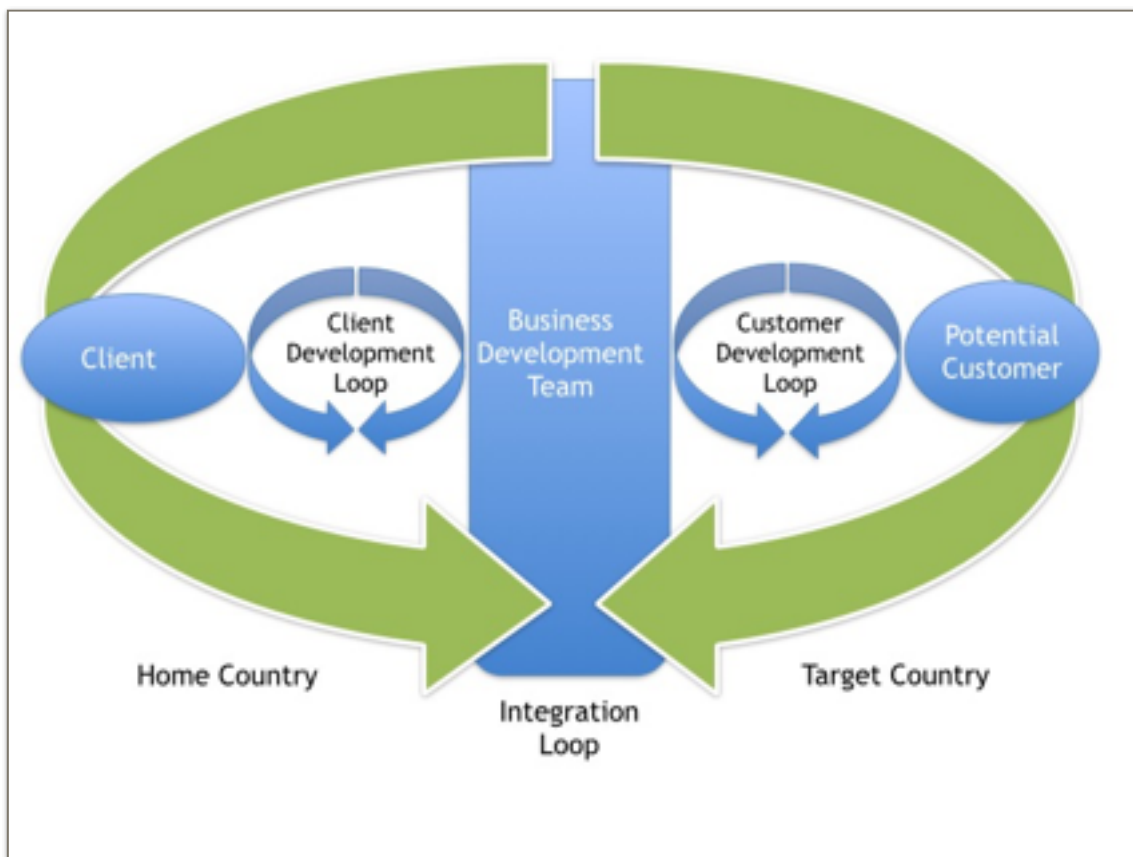 Client
Client
Development
Loop
Business
Development
Team
Customer
Development
Loop
Potential
Customer
Home Country
Target Country
Integration
Loop